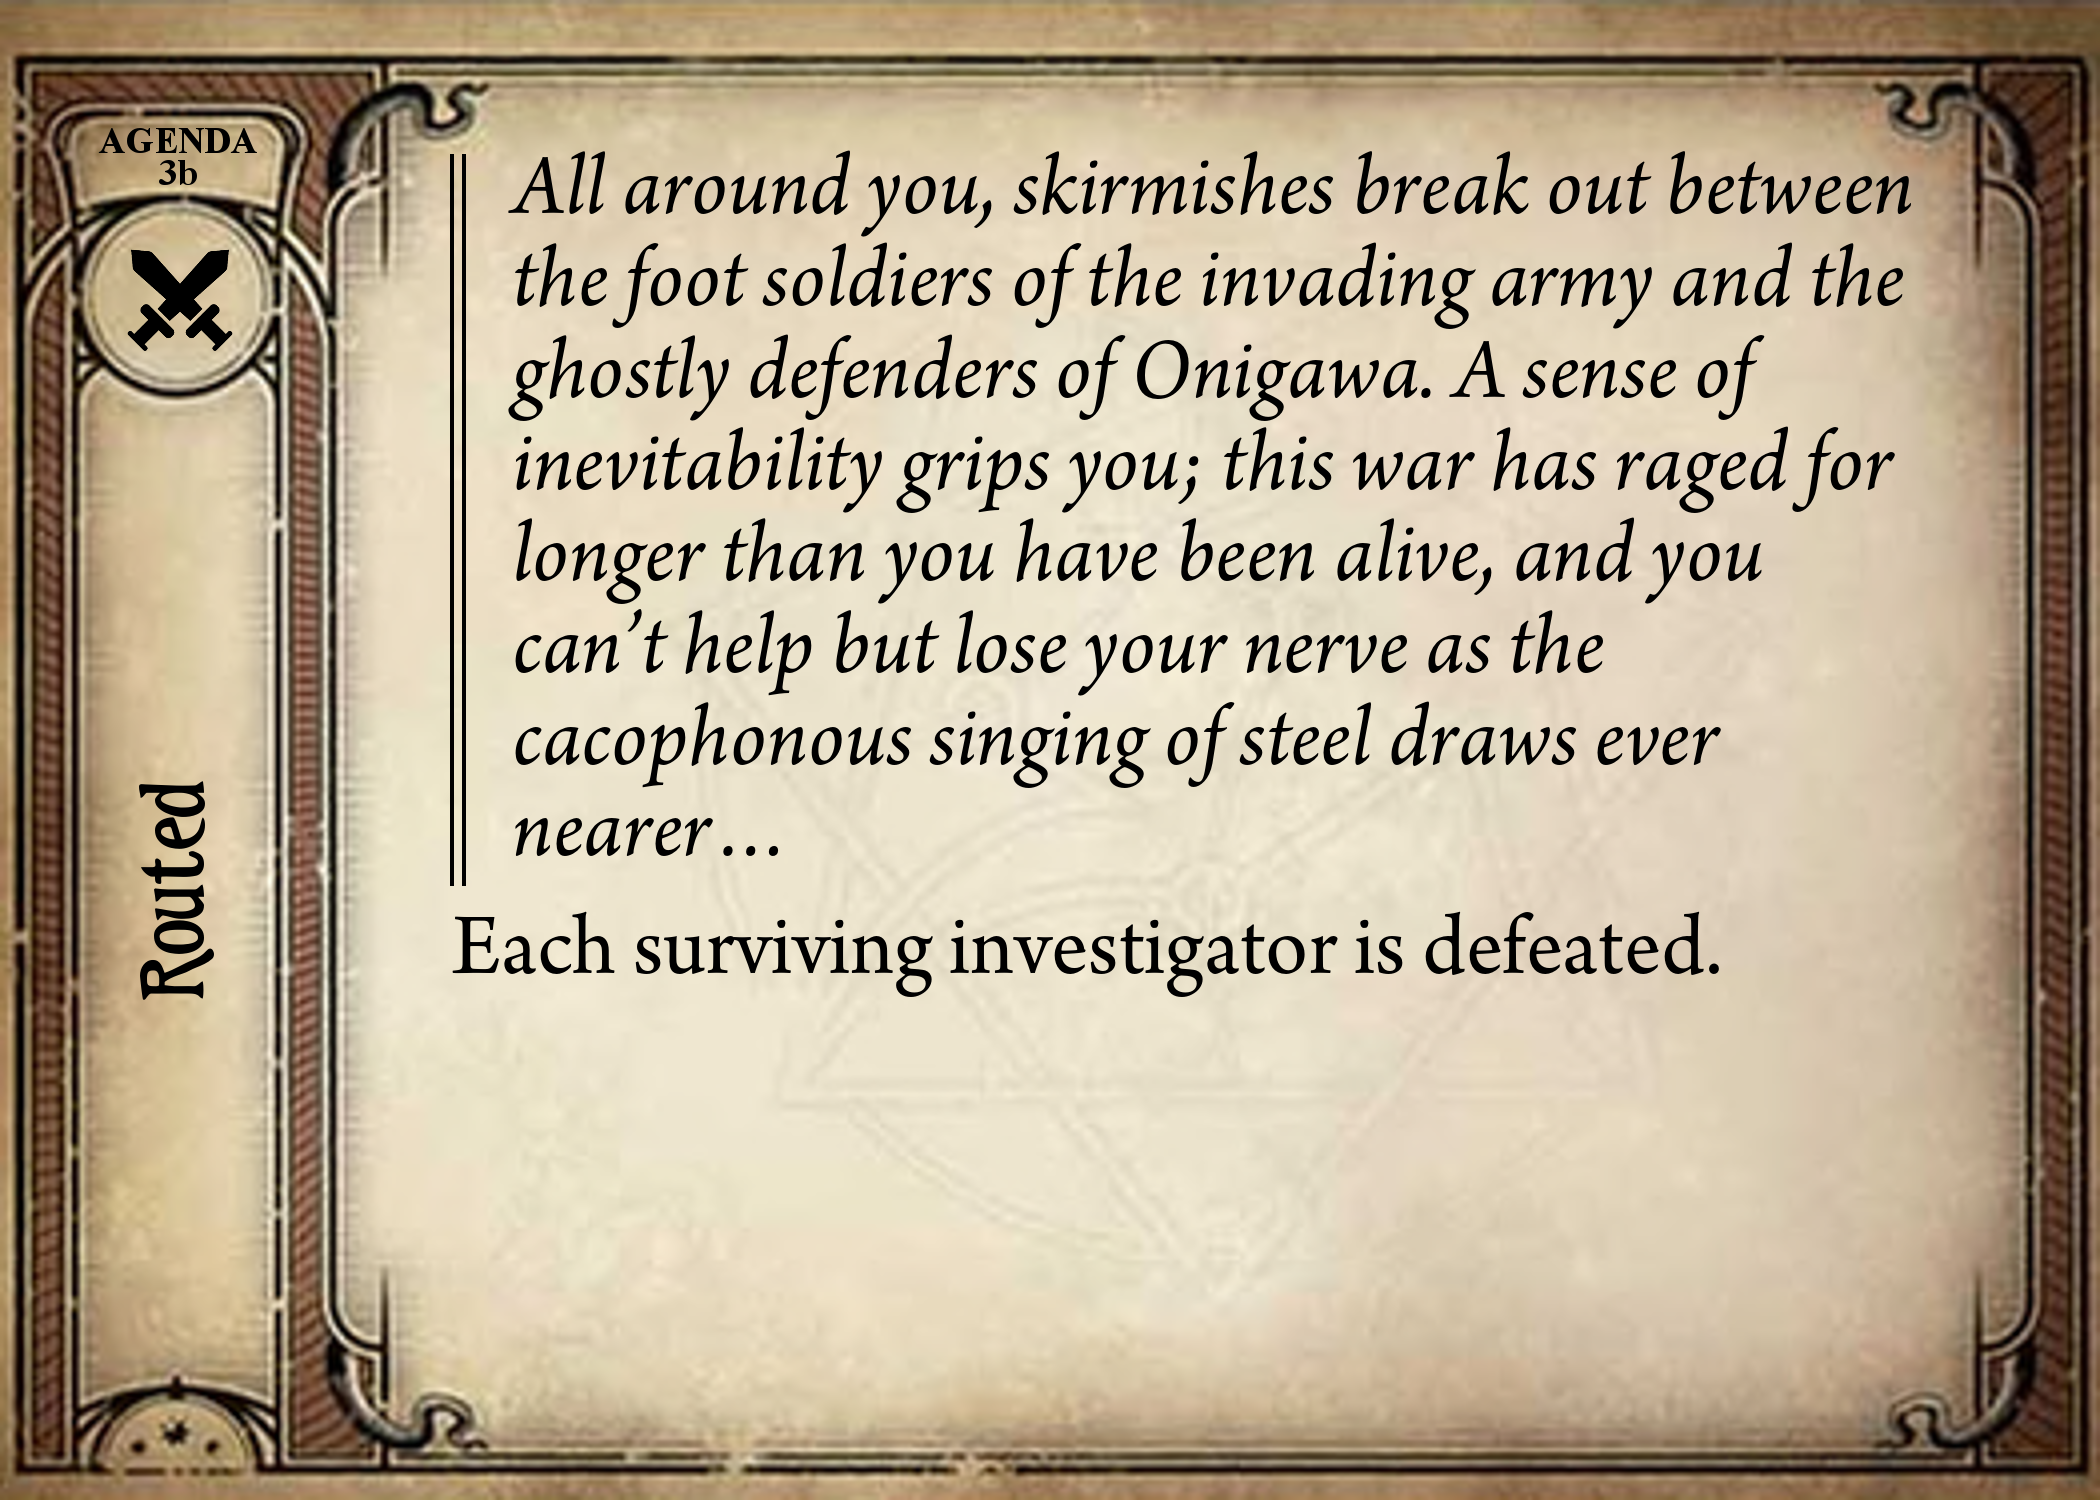 AGENDA
3b
Routed
All around you, skirmishes break out between
the foot soldiers of the invading army and the
ghostly defenders of Onigawa. A sense of
inevitability grips you; this war has raged for
longer than you have been alive, and you
can’t help but lose your nerve as the
cacophonous singing of steel draws ever
nearer…
Each surviving investigator is defeated.